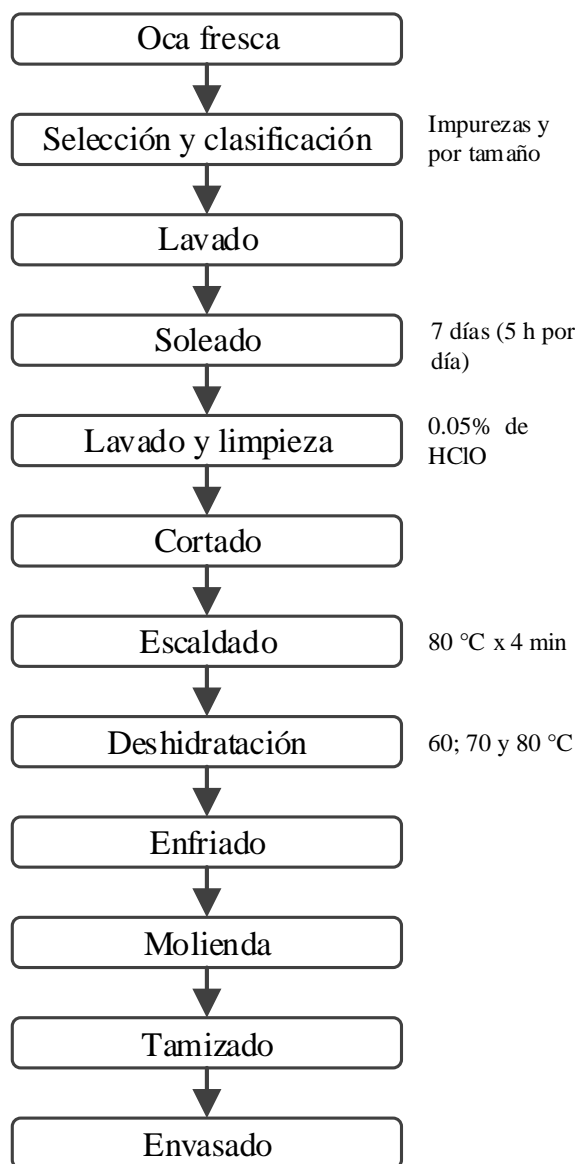 Oca fresca
Selección y clasificación
Impurezas y
por tamaño
Lavado
Soleado
7 días (5 h por
día)
Lavado y limpieza
0.05% de
HClO
Cortado
Escaldado
80 °C x 4 min
Deshidratación
60; 70 y 80 °C
Enfriado
Molienda
Tamizado
Envasado